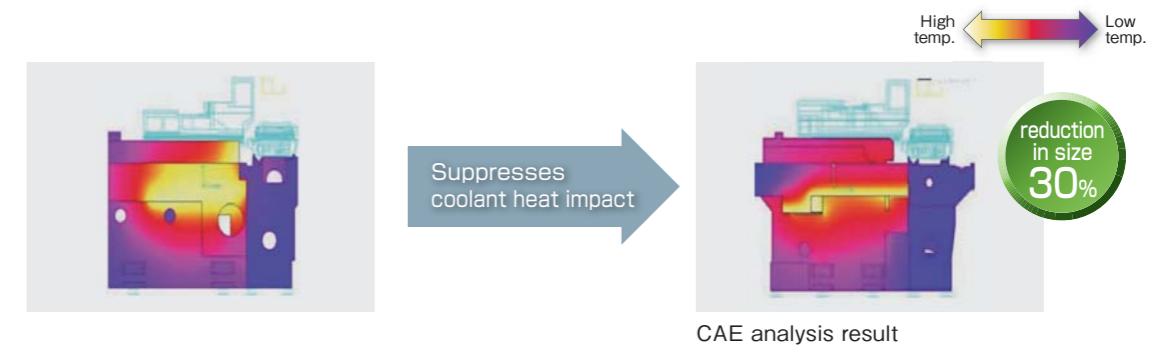 High
temp.
Low
temp.
Suppresses
coolant heat impact
reduction
in size
30%
CAE analysis result